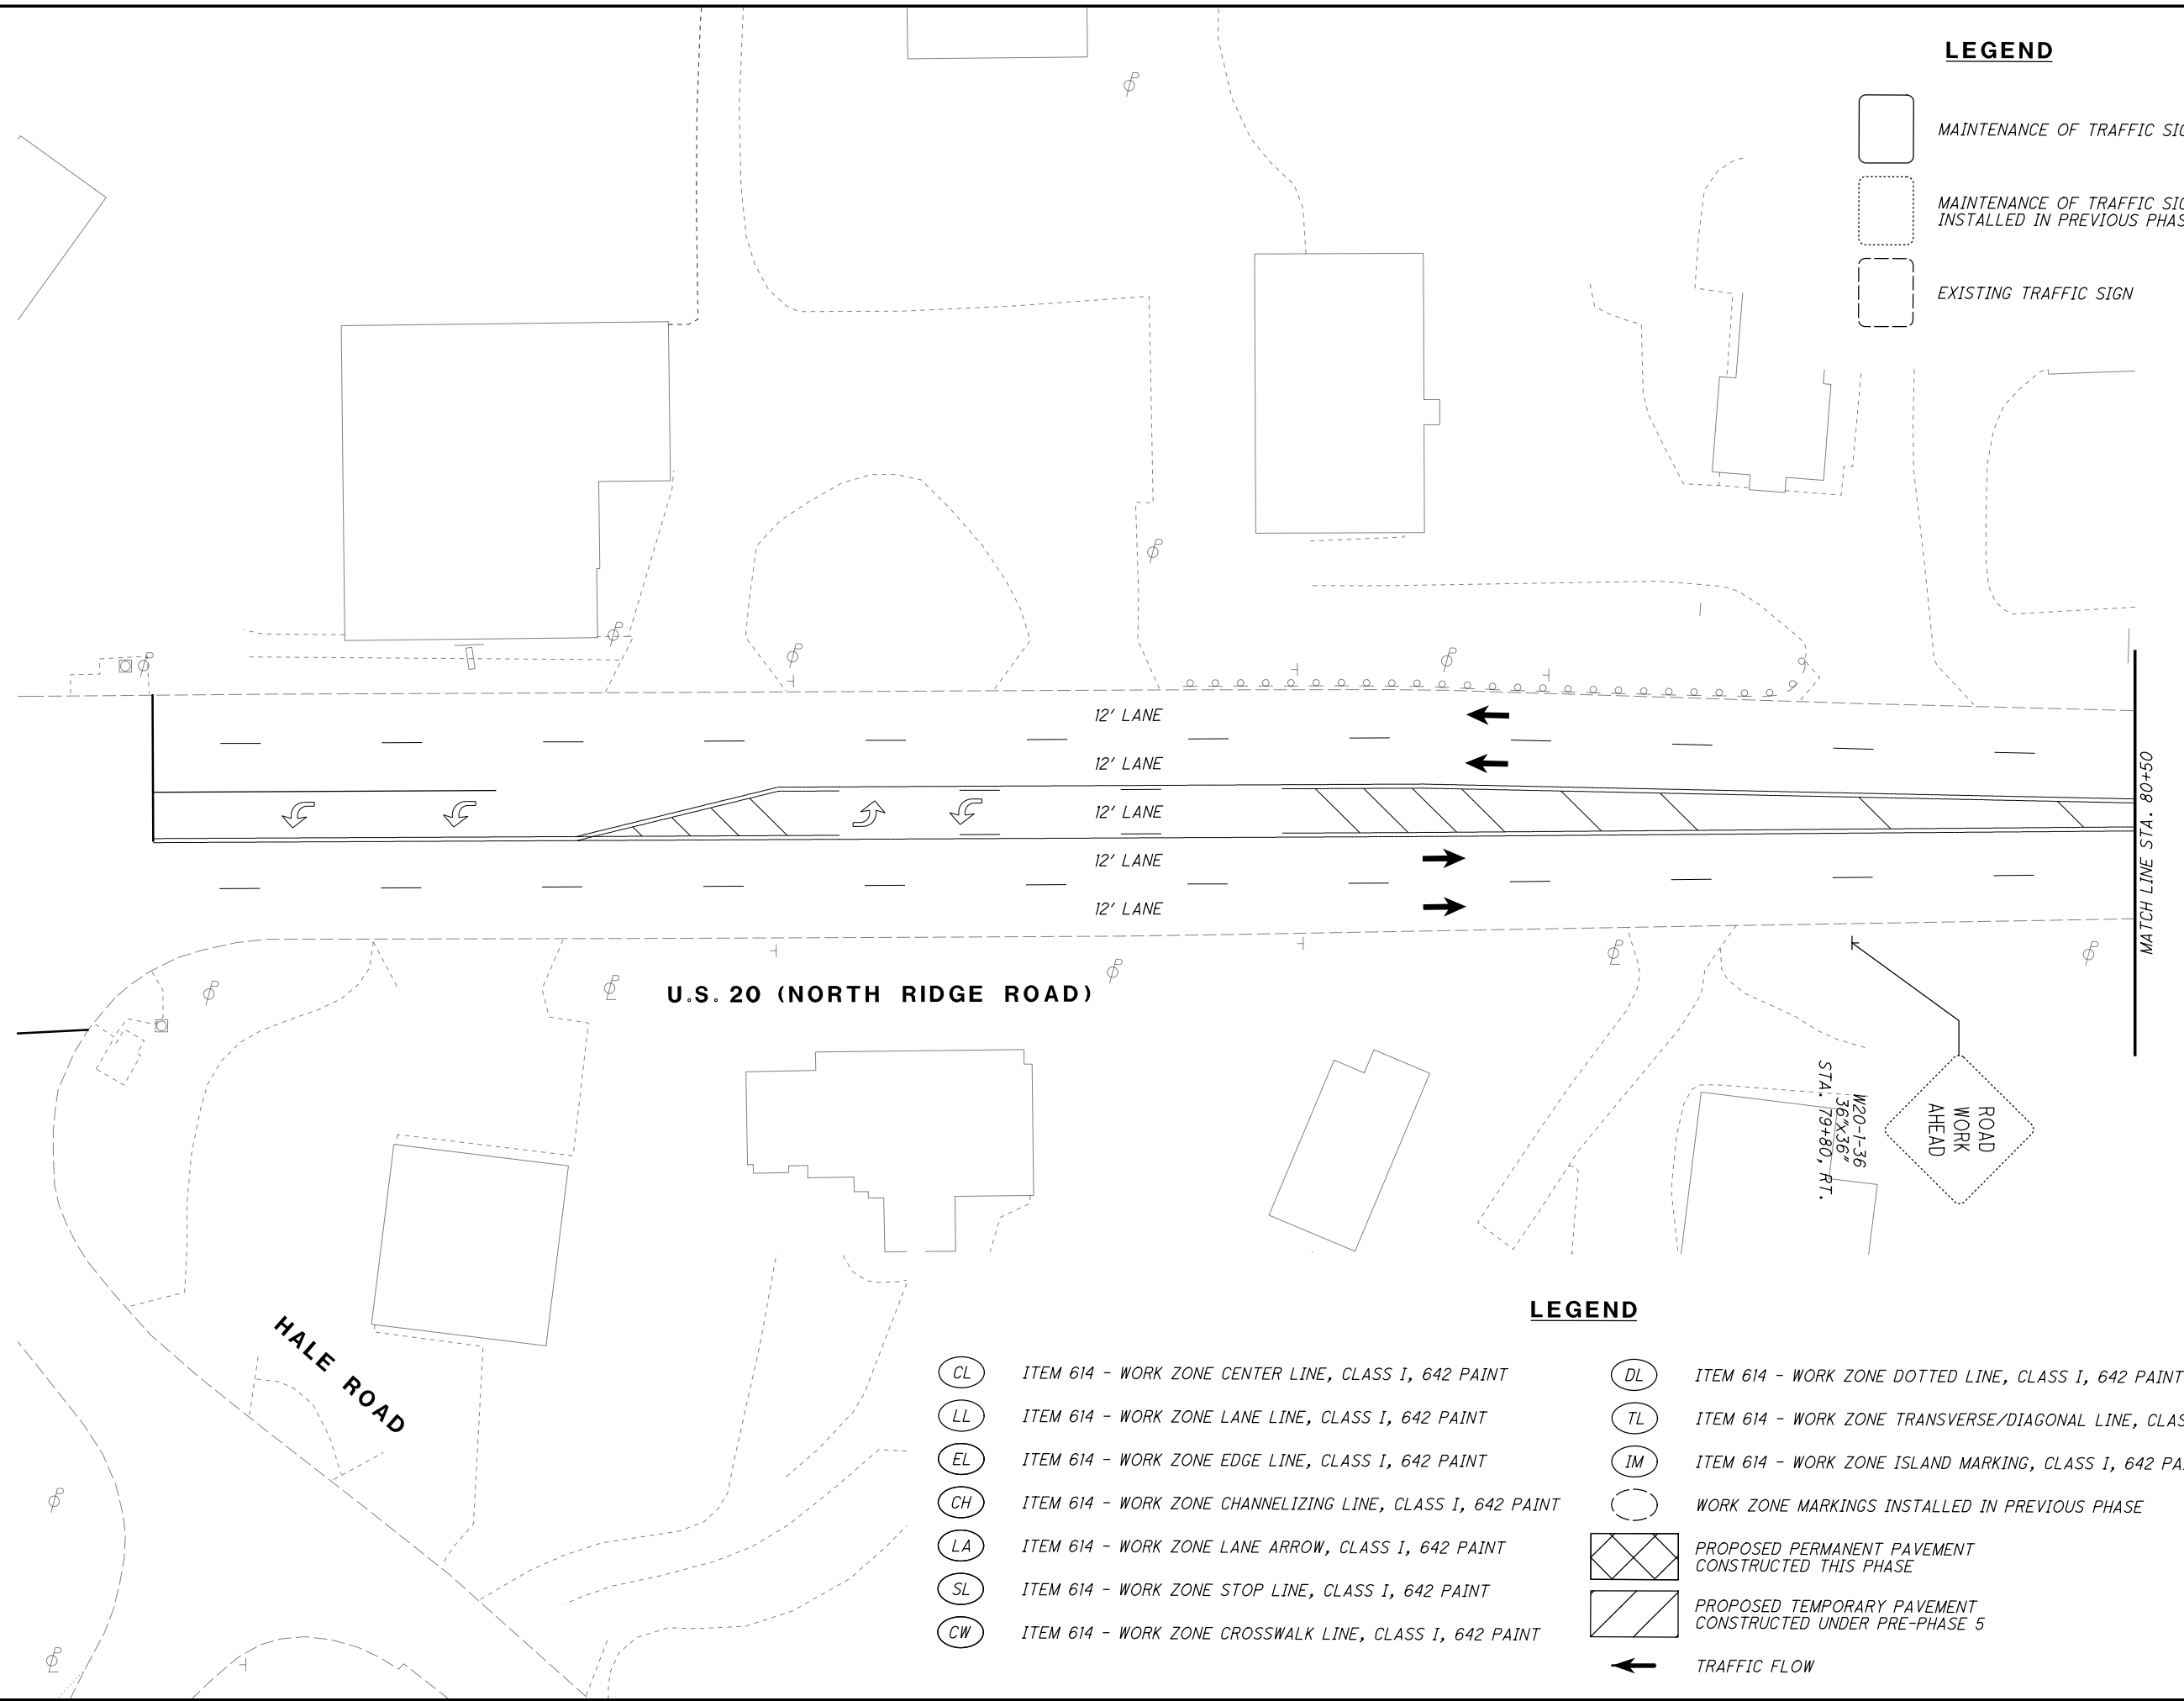 LEGEND
MAINTENANCE OF TRAFFIC
MAINTENANCE OF TRAFFIC
INSTALLED IN PREVIOUS
EXISTING TRAFFIC SIGN
12' LANE
12' LANE
12' LANE
12' LANE
12' LANE
MATCH LINE STA. 80+50
U.S. 20 (NORTH RIDGE ROAD)
ROAD
WORK
AHEAD
W20-1-36
36"x36"
STA. 79+80, RT.
HALE ROAD
LEGEND
CL ITEM 614 - WORK ZONE CENTER LINE, CLASS I, 642 PAINT
LL ITEM 614 - WORK ZONE LANE LINE, CLASS I, 642 PAINT
EL ITEM 614 - WORK ZONE EDGE LINE, CLASS I, 642 PAINT
CH ITEM 614 - WORK ZONE CHANNELIZING LINE, CLASS I, 642 PAINT
LA ITEM 614 - WORK ZONE LANE ARROW, CLASS I, 642 PAINT
SL ITEM 614 - WORK ZONE STOP LINE, CLASS I, 642 PAINT
CW ITEM 614 - WORK ZONE CROSSWALK LINE, CLASS I, 642 PAINT
DL ITEM 614 - WORK ZONE DOTTED LINE, CLASS I, 642 PAINT
TL ITEM 614 - WORK ZONE TRANSVERSE/DIAGONAL LINE,
IM ITEM 614 - WORK ZONE ISLAND MARKING, CLASS I, 642
WORK ZONE MARKINGS INSTALLED IN PREVIOUS PHASE
PROPOSED PERMANENT PAVEMENT
CONSTRUCTED THIS PHASE
PROPOSED TEMPORARY PAVEMENT
CONSTRUCTED UNDER PRE-PHASE 5
TRAFFIC FLOW